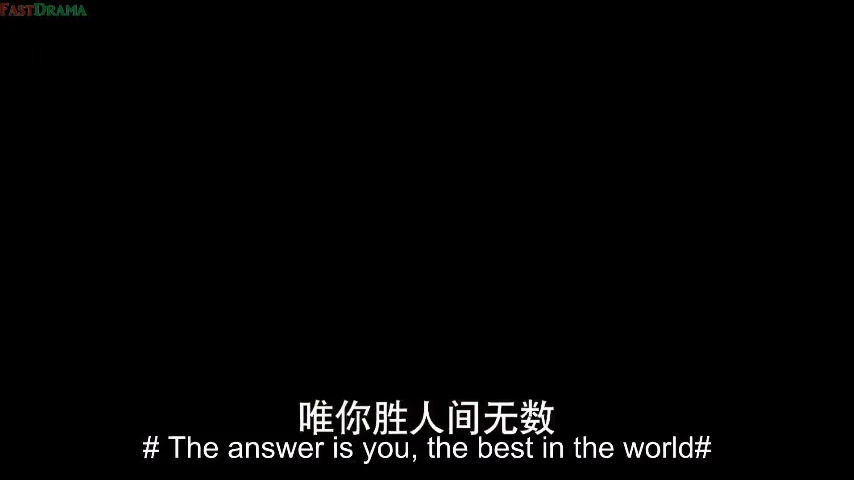 FASTDRAMA
唯你胜人间无数
# The answer is you, the best in the world#